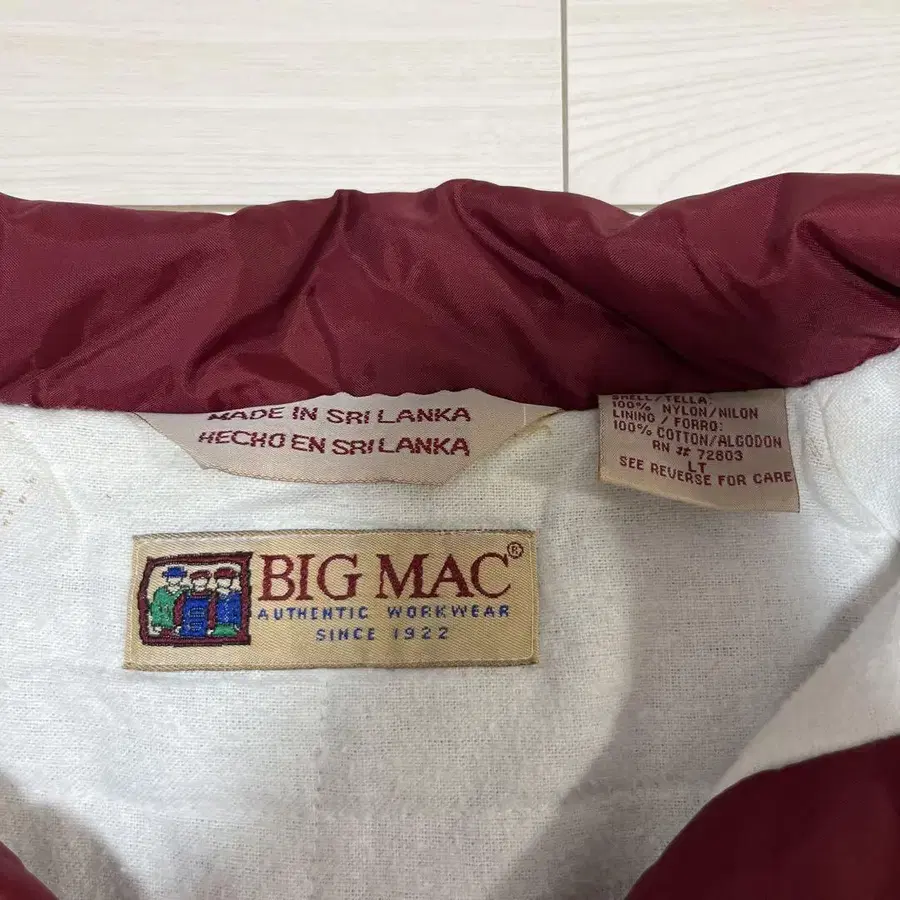 MADE IN SRI LANKA
HECHO EN SRI LANKA
SHELL/TELLA:
100% NYLON/NILON
LINING / FORRO:
100% COTTON/ALGODON
RN # 72803
LT
SEE REVERSE FOR CARE
BIG MAC®
AUTHENTIC WORKWEAR
SINCE 1922